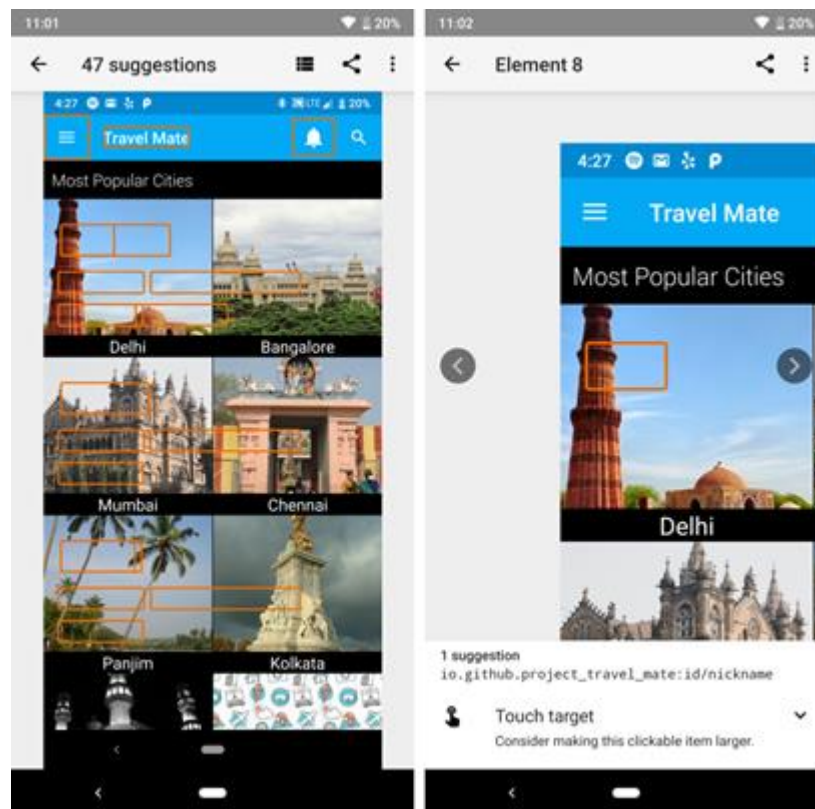 11:01
20%
47 suggestions
4:27
LTE
20%
Travel Mate
Most Popular Cities
Delhi
Bangalore
Mumbai
Chennai
Panjim
Kolkata
11:02
20%
Element 8
4:27
Travel Mate
Most Popular Cities
Delhi
1 suggestion
io.github.project_travel_mate:id/nickname
Touch target
Consider making this clickable item larger.